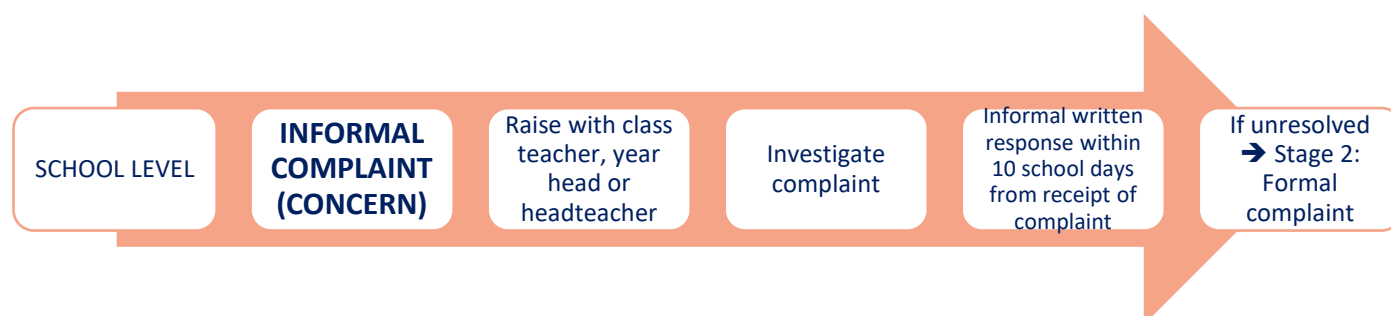 SCHOOL LEVEL
INFORMAL
COMPLAINT
(CONCERN)
Raise with class
teacher, year
head or
headteacher
Investigate
complaint
Informal written
response within
10 school days
from receipt of
complaint
If unresolved
➔ Stage 2:
Formal
complaint